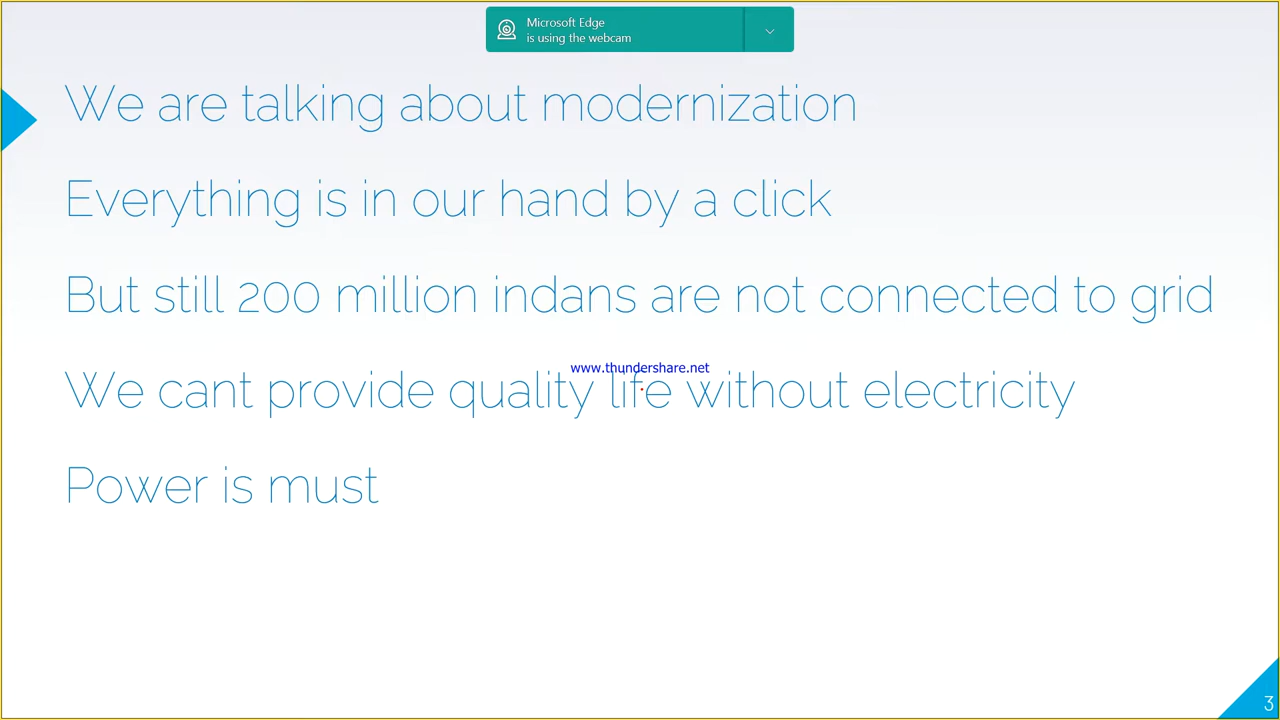 Microsoft Edge
is using the webcam
We are talking about modernization
Everything is in our hand by a click
But still 200 million indans are not connected to grid
www.thundershare.net
We cant provide quality life without electricity
Power is must
3